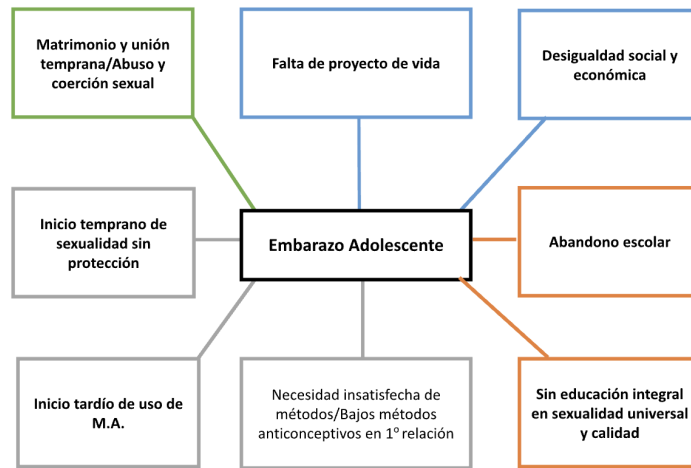 Matrimonio y unión
temprana/Abuso y
coerción sexual
Falta de proyecto de vida
Desigualdad social y
económica
Inicio temprano de
sexualidad sin
protección
Embarazo Adolescente
Abandono escolar
Inicio tardío de uso de
M.A.
Necesidad insatisfecha de
métodos/Bajos métodos
anticonceptivos en 1º relación
Sin educación integral
en sexualidad universal
y calidad